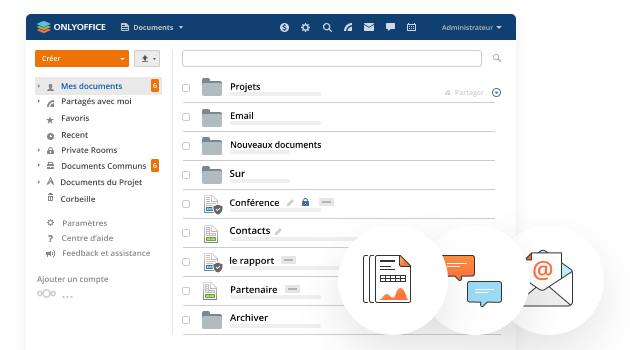 ONLYOFFICE
Documents
Administrateur
Créer
Mes documents
6
Partagés avec moi
Favoris
Recent
Private Rooms
Documents Communs
6
Documents du Projet
Corbeille
Paramètres
Centre d'aide
Feedback et assistance
Ajouter un compte
Projets
Partager
Email
Nouveaux documents
Sur
Conférence
Contacts
le rapport
Partenaire
Archiver
@